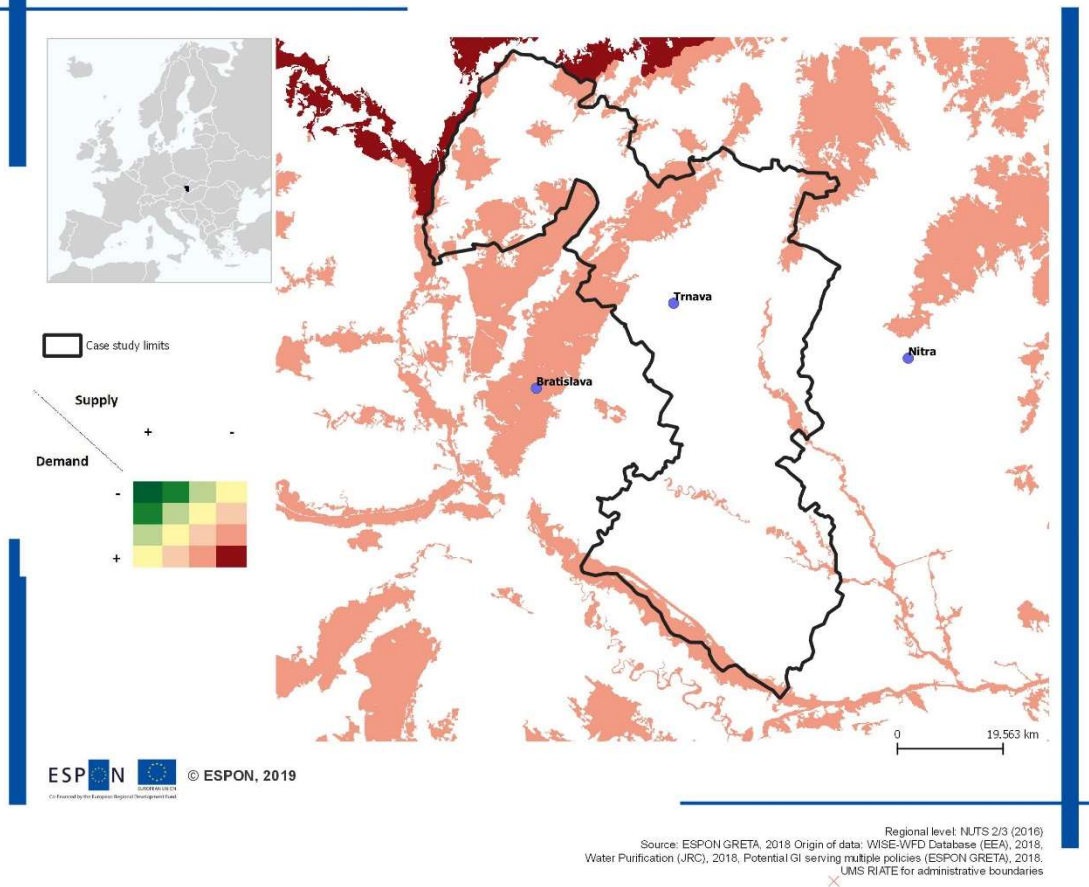 Trnava
Nitra
Bratislava
Case study limits
Supply
+ -
Demand
-
+
0 19.563 km
ESPON
EUROPEAN UNION
Co-financed by the European Regional Development Fund
© ESPON, 2019
Regional level: NUTS 2/3 (2016)
Source: ESPON GRETA, 2018 Origin of data: WISE-WFD Database (EEA), 2018,
Water Purification (JRC), 2018, Potential GI serving multiple policies (ESPON GRETA), 2018.
UMS RIATE for administrative boundaries